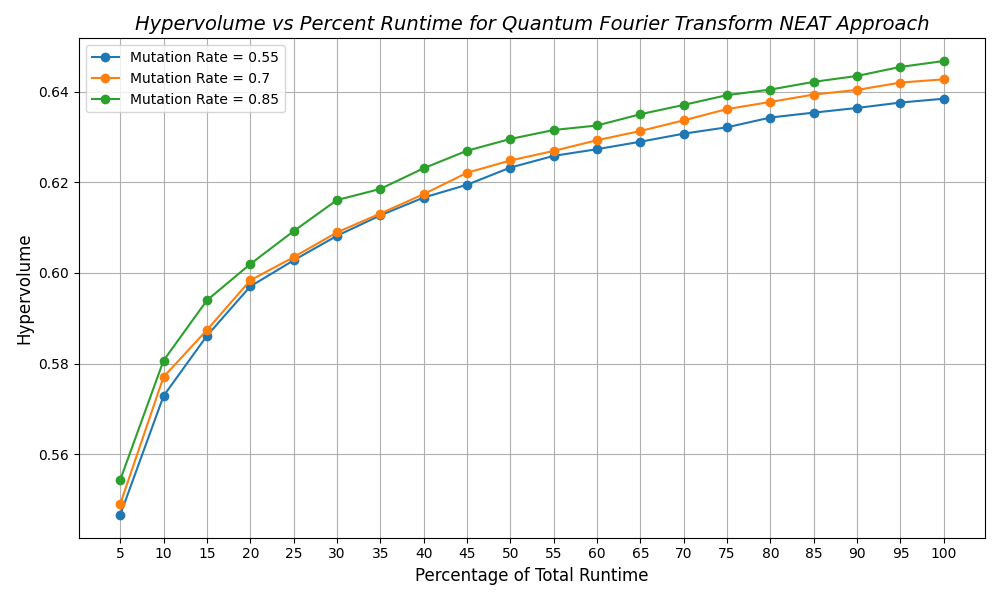 Hypervolume vs Percent Runtime for Quantum Fourier Transform NEAT Approach
Mutation Rate = 0.55
Mutation Rate = 0.7
Mutation Rate = 0.85
Hypervolume
0.64
0.62
0.60
0.58
0.56
5 10 15 20 25 30 35 40 45 50 55 60 65 70 75 80 85 90 95 100
Percentage of Total Runtime